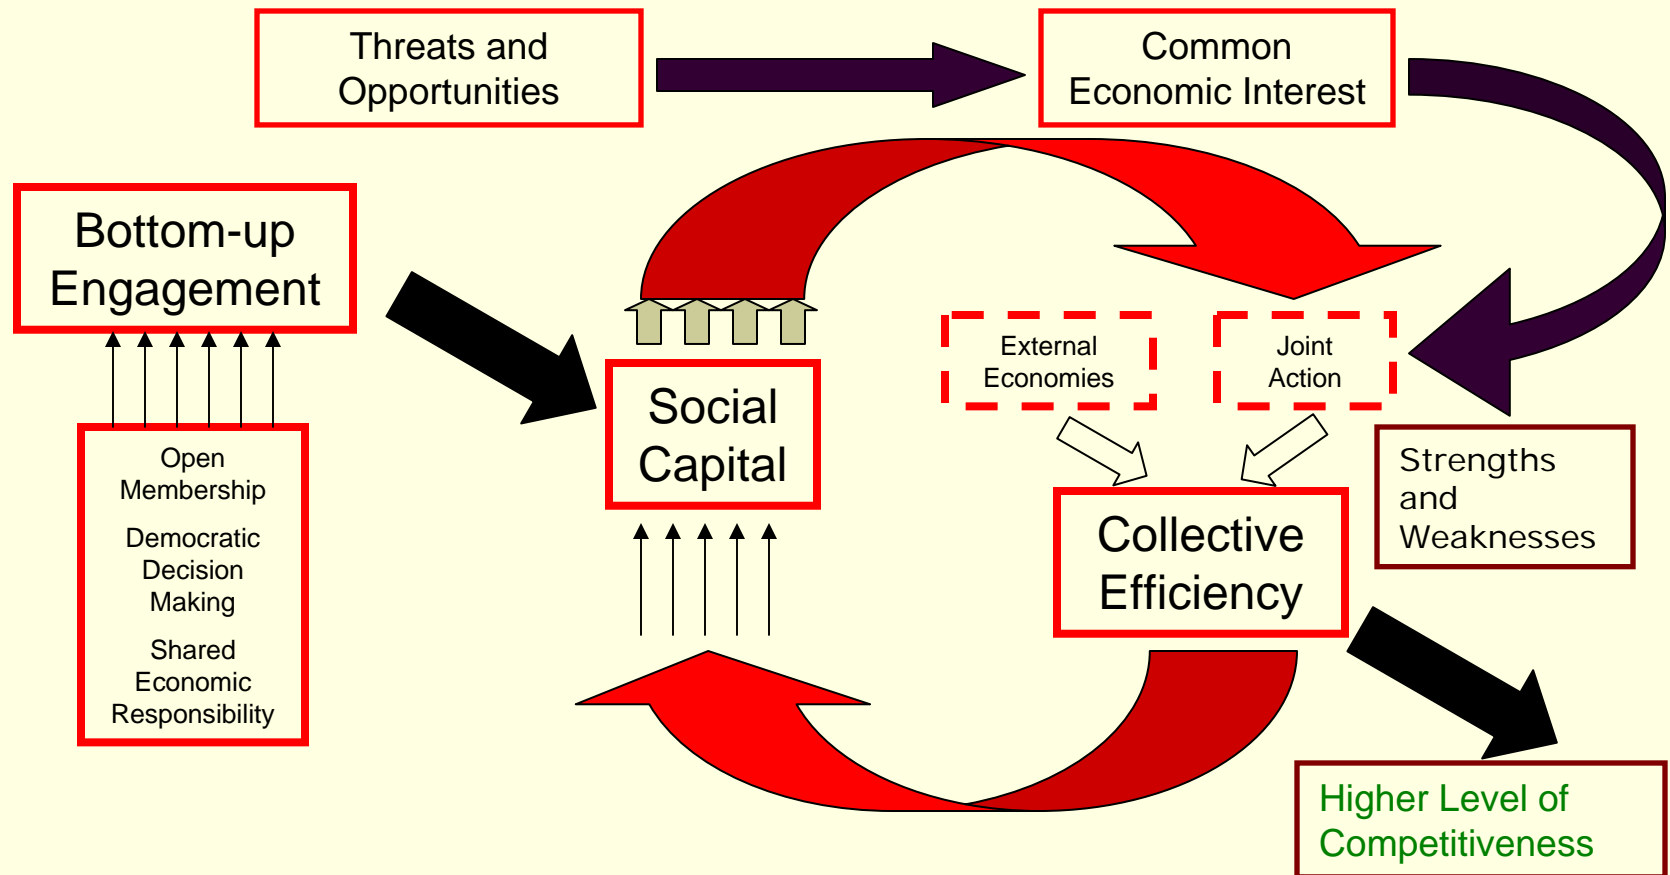 Threats and
Opportunities
Common
Economic Interest
Bottom-up
Engagement
Open
Membership
Democratic
Decision
Making
Shared
Economic
Responsibility
Social
Capital
External
Economies
Joint
Action
Collective
Efficiency
Strengths
and
Weaknesses
Higher Level of
Competitiveness